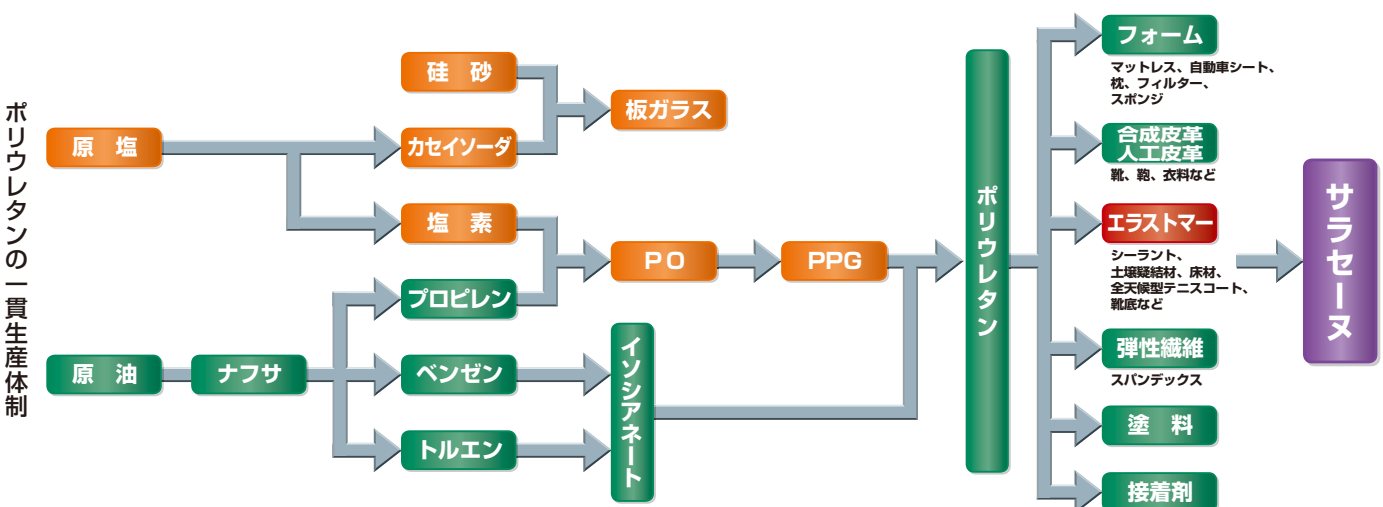 ポリウレタンの一貫生産体制
原塩
硅砂
カセイソーダ
板ガラス
塩素
プロピレン
PO
PPG
原油
ナフサ
ベンゼン
トルエン
イソシアネート
ポリウレタン
フォーム
マットレス、自動車シート、
枕、フィルター、
スポンジ
合成皮革
人工皮革
靴、鞄、衣料など
エラストマー
シーラント、
土壌疑結材、床材、
全天候型テニスコート、
靴底など
弾性繊維
スパンデックス
塗料
接着剤
サラセーヌ